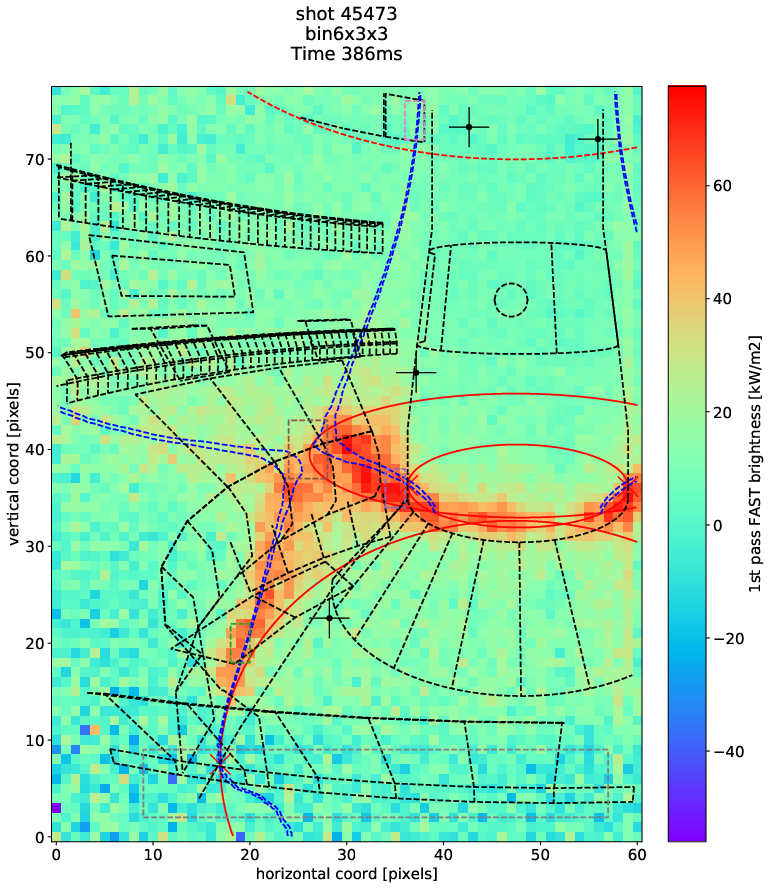 shot 45473
bin6x3x3
Time 386ms
70
60
50
40
30
20
10
0
0 10 20 30 40 50 60
vertical coord [pixels]
horizontal coord [pixels]
60
40
20
0
−20
−40
1st pass FAST brightness [kW/m2]